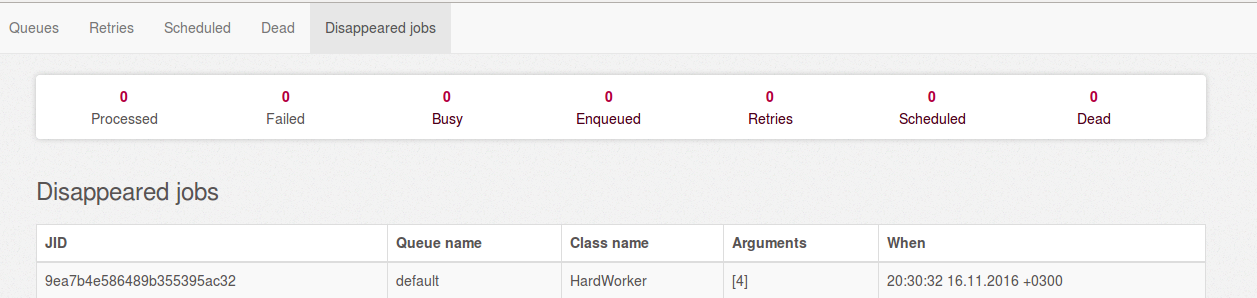 Queues Retries Scheduled Dead Disappeared jobs
0 0 0 0 0 0 0
Processed Failed Busy Enqueued Retries Scheduled Dead
Disappeared jobs
JID Queue name Class name Arguments When
9ea7b4e586489b355395ac32 default HardWorker [4] 20:30:32 16.11.2016 +0300